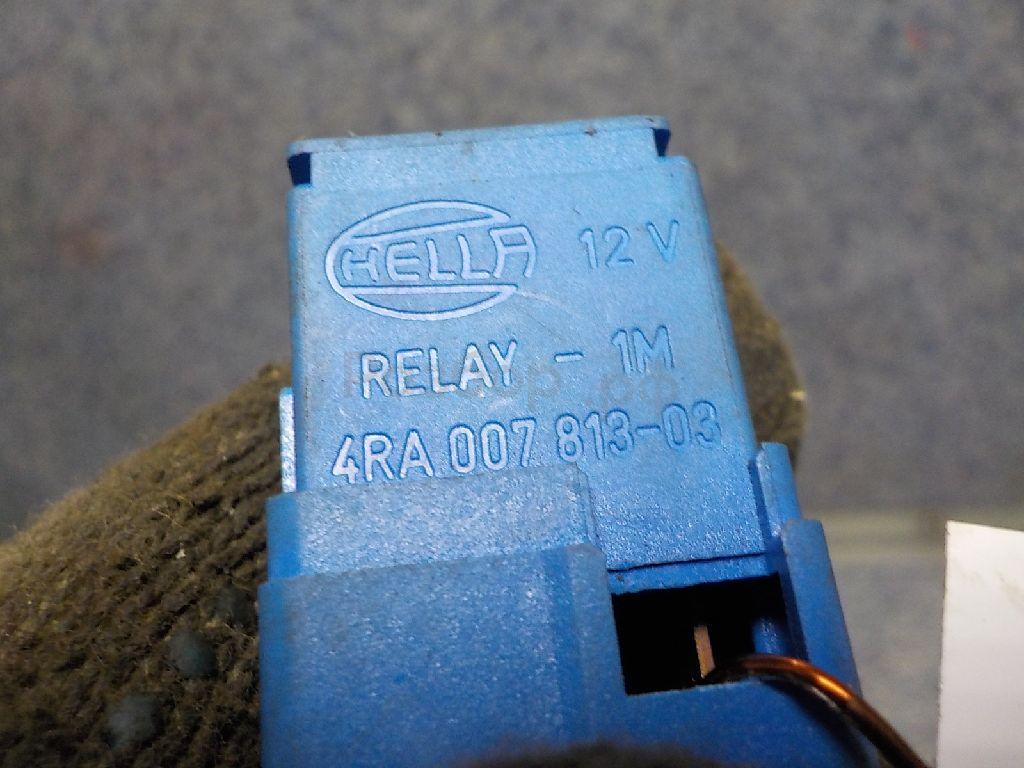 HELLA 12 V
RELAY - 1M
4RA 007 813-03